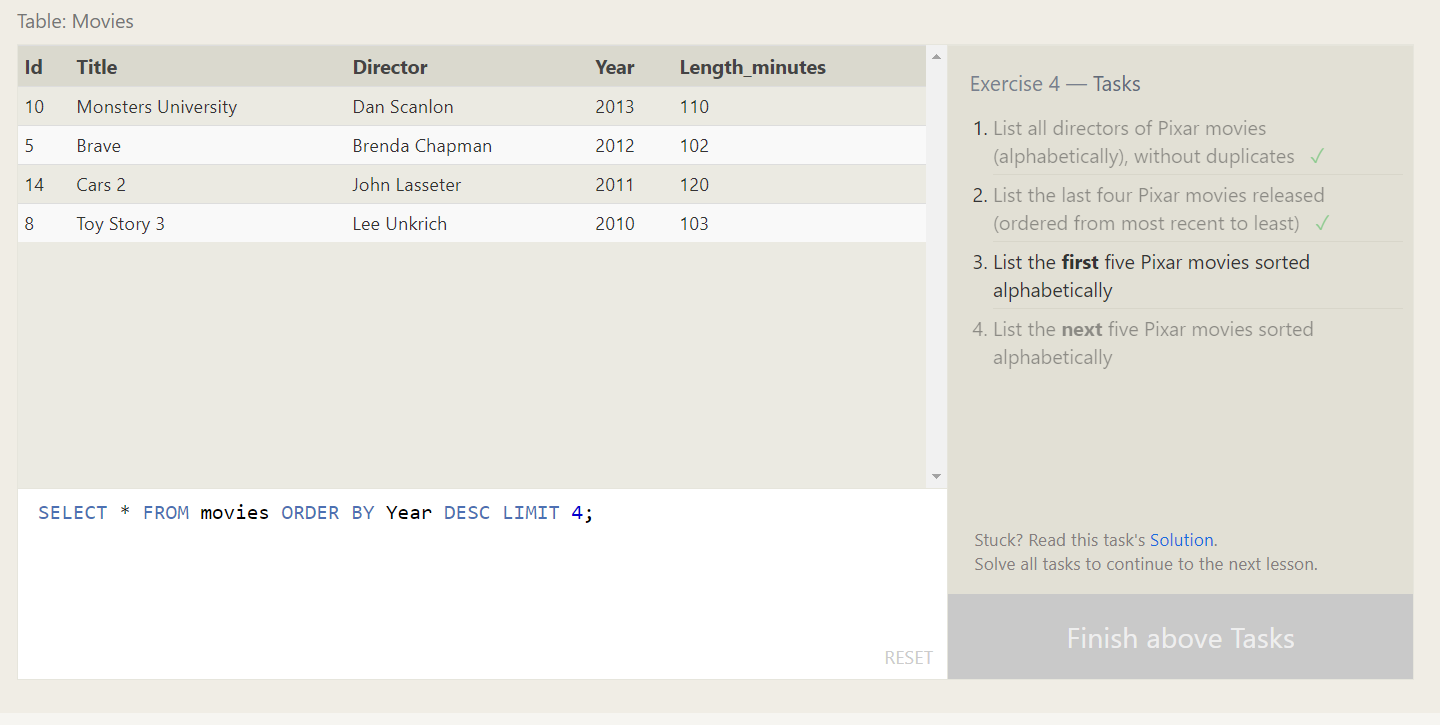 Table: Movies
Id Title Director Year Length_minutes
10 Monsters University Dan Scanlon 2013 110
5 Brave Brenda Chapman 2012 102
14 Cars 2 John Lasseter 2011 120
8 Toy Story 3 Lee Unkrich 2010 103
SELECT * FROM movies ORDER BY Year DESC LIMIT 4;
RESET
Exercise 4 — Tasks
1. List all directors of Pixar movies
(alphabetically), without duplicates ✓
2. List the last four Pixar movies released
(ordered from most recent to least) ✓
3. List the first five Pixar movies sorted
alphabetically
4. List the next five Pixar movies sorted
alphabetically
Stuck? Read this task's Solution.
Solve all tasks to continue to the next lesson.
Finish above Tasks